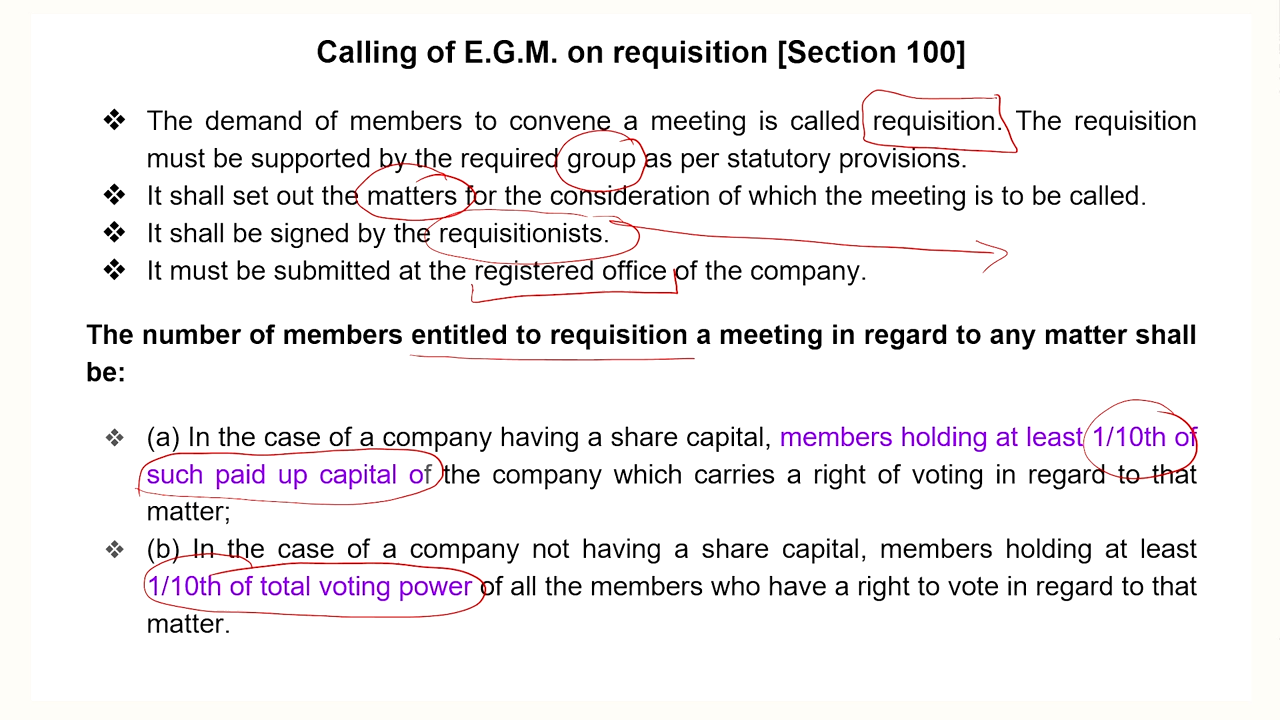 Calling of E.G.M. on requisition [Section 100]
❖ The demand of members to convene a meeting is called requisition. The requisition
must be supported by the required group as per statutory provisions.
❖ It shall set out the matters for the consideration of which the meeting is to be called.
❖ It shall be signed by the requisitionists.
❖ It must be submitted at the registered office of the company.
The number of members entitled to requisition a meeting in regard to any matter shall
be:
❖ (a) In the case of a company having a share capital, members holding at least 1/10th of
such paid up capital of the company which carries a right of voting in regard to that
matter;
❖ (b) In the case of a company not having a share capital, members holding at least
1/10th of total voting power of all the members who have a right to vote in regard to that
matter.